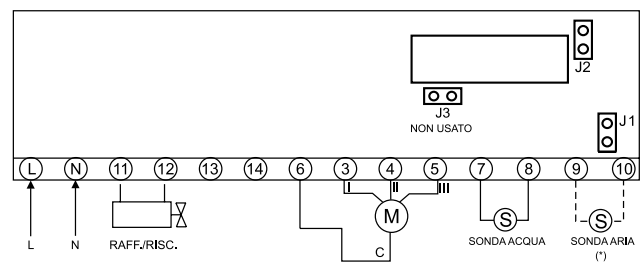 J2
J3
NON USATO
J1
L N 11 12 13 14 6 3 4 5 7 8 9 10
I II III
M S S
L N RAFF./RISC. C SONDA ACQUA SONDA ARIA
(*)